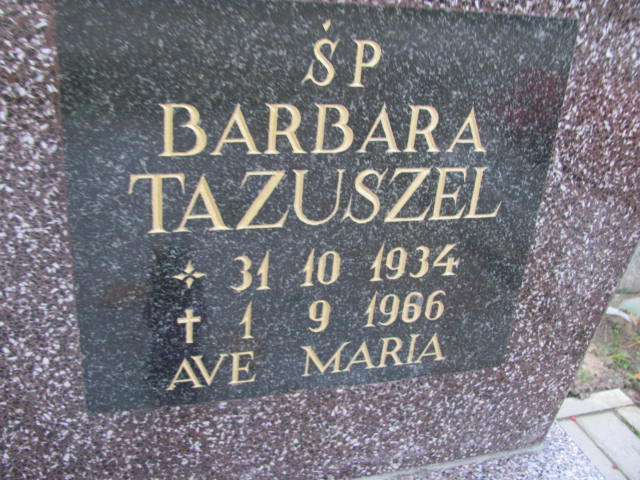 ŚP
BARBARA
TAZUSZEL
✧ 31 10 1934
✝ 1 9 1966
AVE MARIA